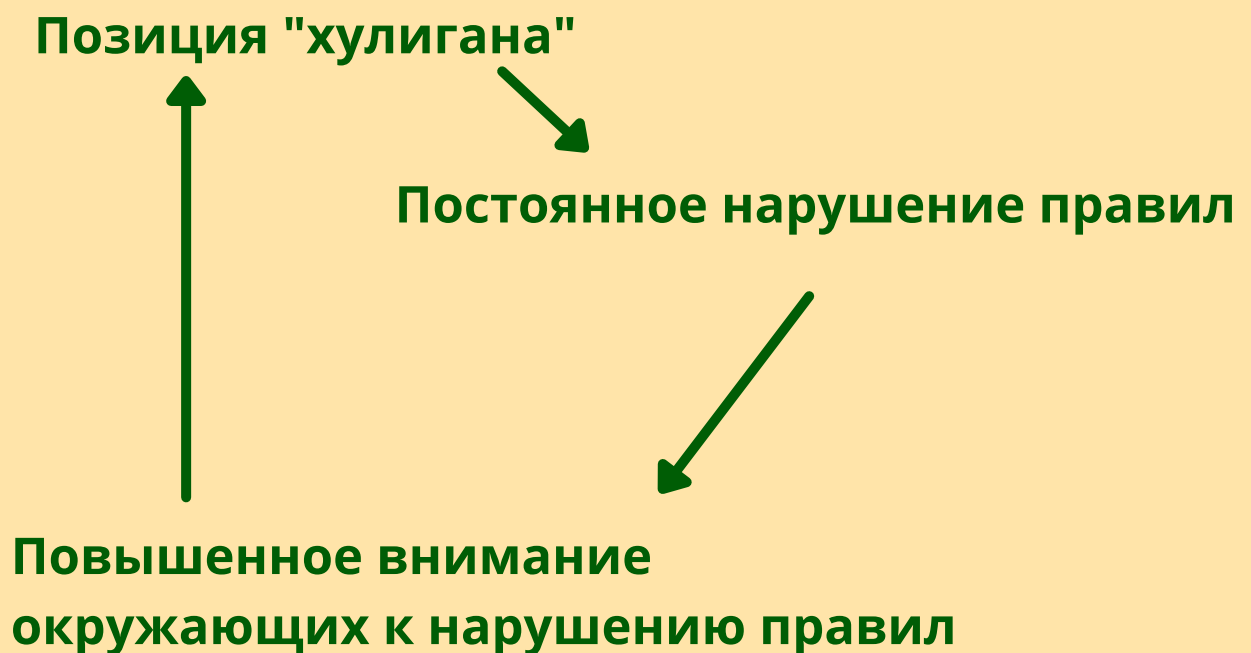 Позиция "хулигана"
Постоянное нарушение правил
Повышенное внимание
окружающих к нарушению правил